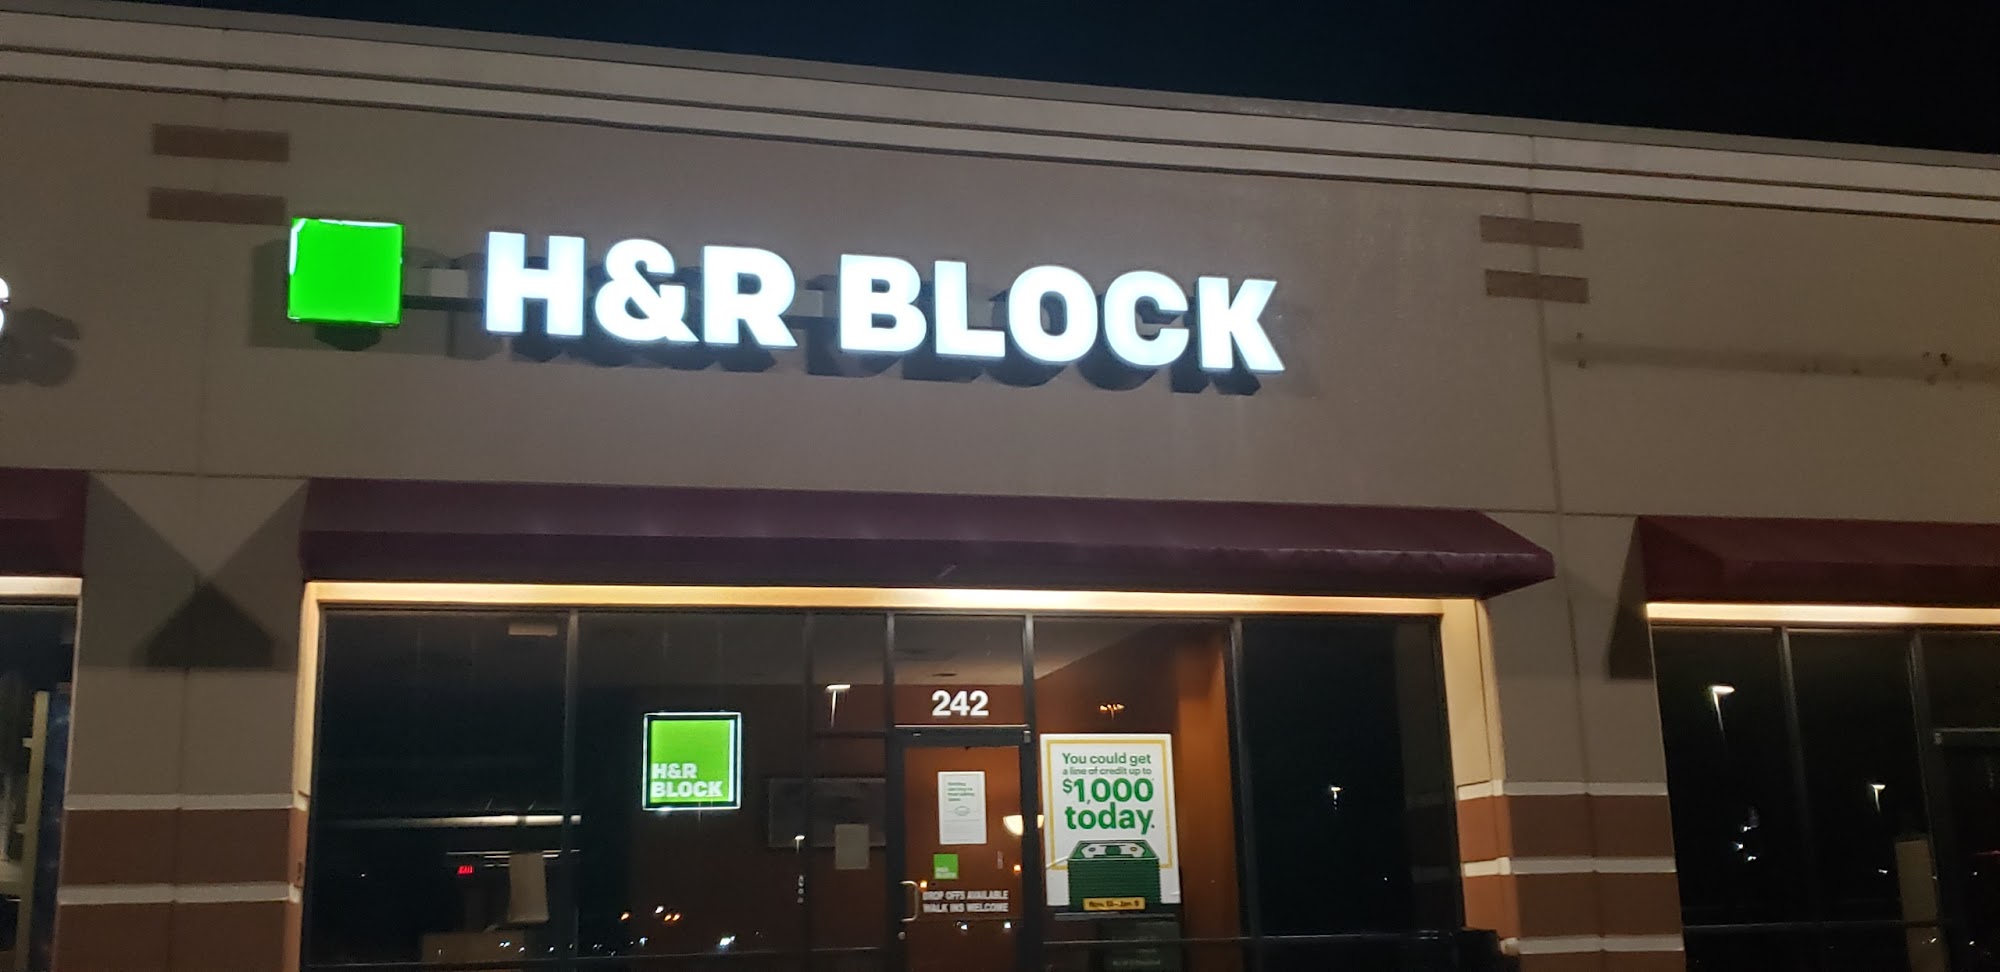 H&R BLOCK
242
H&R
BLOCK
You could get
a line of credit up to
$1,000
today.
DROP OFFS AVAILABLE
WALK INS WELCOME
EXIT